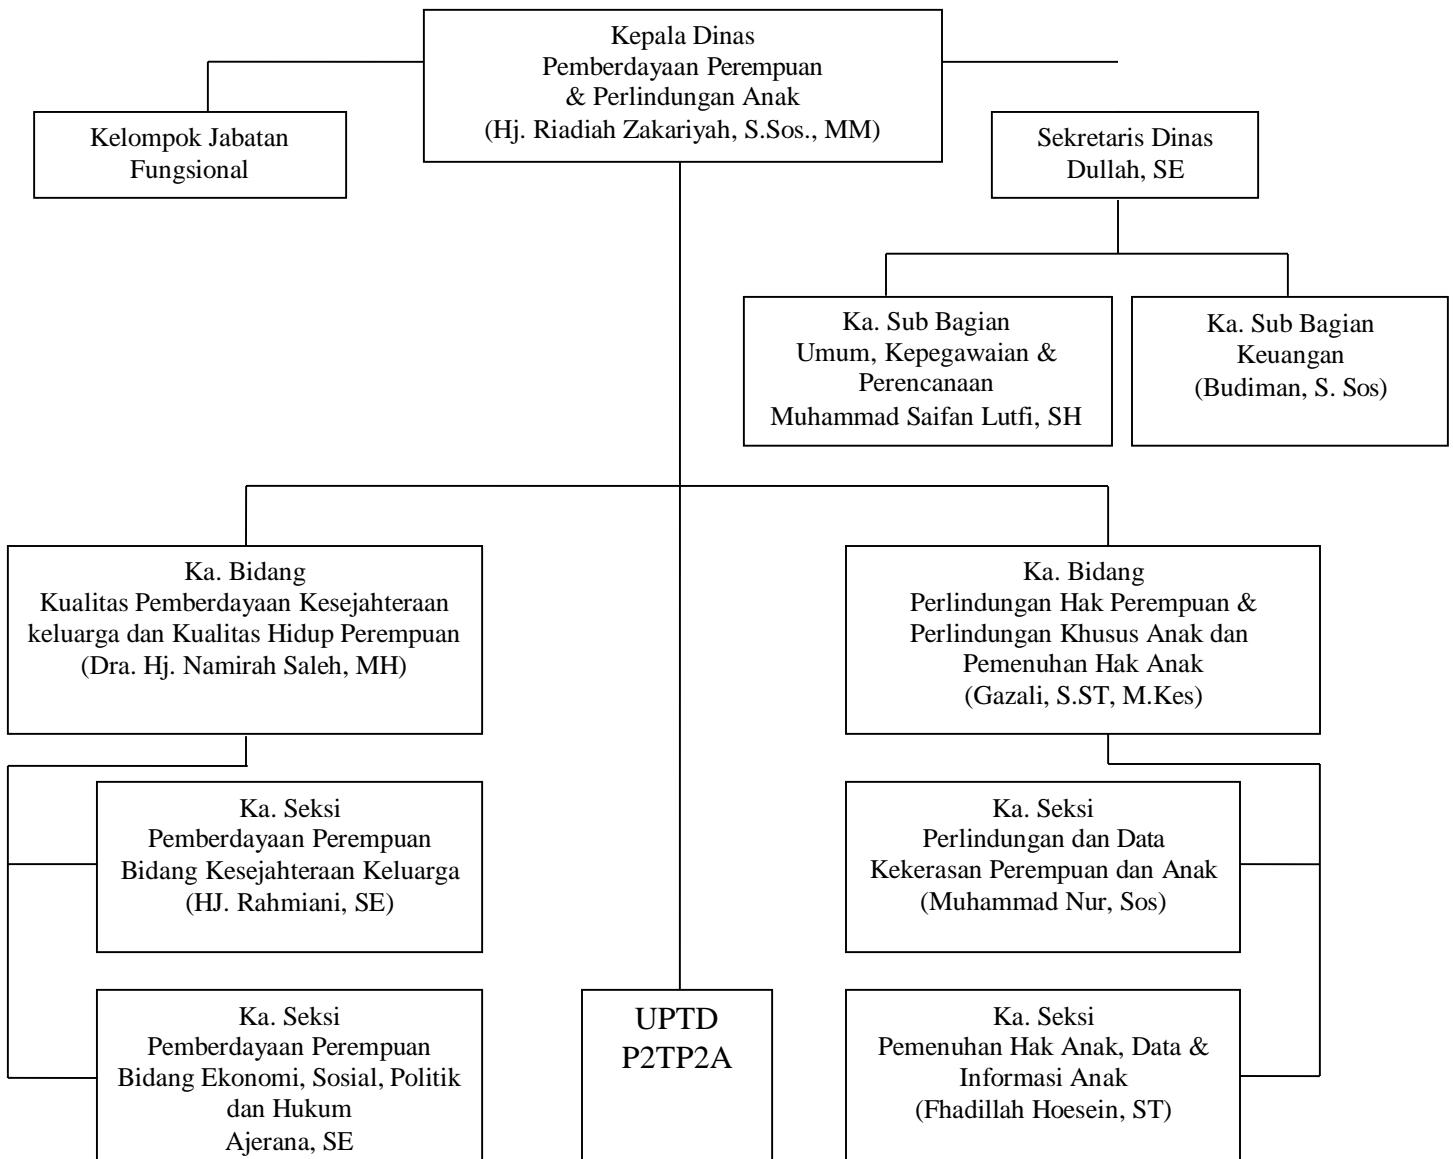 Kepala Dinas
Pemberdayaan Perempuan
& Perlindungan Anak
(Hj. Riadiah Zakariyah, S.Sos., MM)
Kelompok Jabatan
Fungsional
Sekretaris Dinas
Dullah, SE
Ka. Sub Bagian
Umum, Kepegawaian &
Perencanaan
Muhammad Saifan Lutfi, SH
Ka. Sub Bagian
Keuangan
(Budiman, S. Sos)
Ka. Bidang
Kualitas Pemberdayaan Kesejahteraan
keluarga dan Kualitas Hidup Perempuan
(Dra. Hj. Namirah Saleh, MH)
Ka. Bidang
Perlindungan Hak Perempuan &
Perlindungan Khusus Anak dan
Pemenuhan Hak Anak
(Gazali, S.ST, M.Kes)
Ka. Seksi
Pemberdayaan Perempuan
Bidang Kesejahteraan Keluarga
(HJ. Rahmiani, SE)
Ka. Seksi
Perlindungan dan Data
Kekerasan Perempuan dan Anak
(Muhammad Nur, Sos)
Ka. Seksi
Pemberdayaan Perempuan
Bidang Ekonomi, Sosial, Politik
dan Hukum
Ajerana, SE
UPTD
P2TP2A
Ka. Seksi
Pemenuhan Hak Anak, Data &
Informasi Anak
(Fhadillah Hoesein, ST)